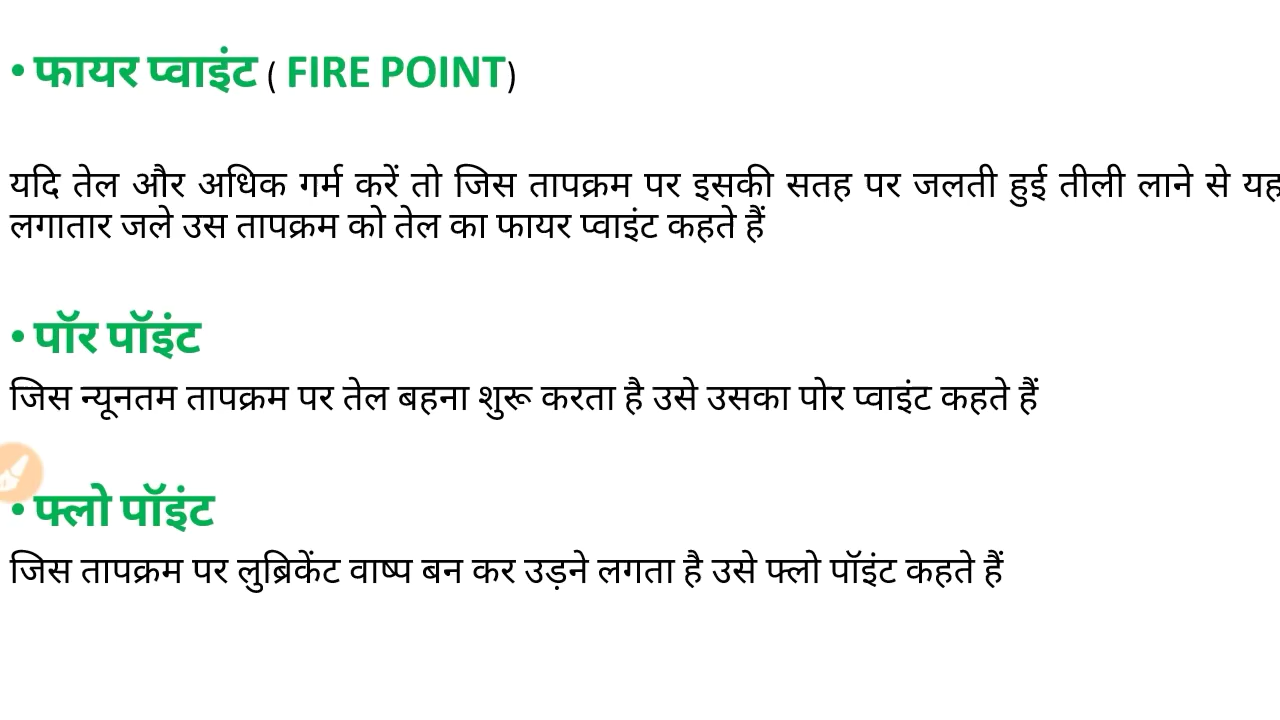 • फायर प्वाइंट ( FIRE POINT)
यदि तेल और अधिक गर्म करें तो जिस तापक्रम पर इसकी सतह पर जलती हुई तीली लाने से यह
लगातार जले उस तापक्रम को तेल का फायर प्वाइंट कहते हैं
• पॉर पॉइंट
जिस न्यूनतम तापक्रम पर तेल बहना शुरू करता है उसे उसका पोर प्वाइंट कहते हैं
• फ्लो पॉइंट
जिस तापक्रम पर लुब्रिकेंट वाष्प बन कर उड़ने लगता है उसे फ्लो पॉइंट कहते हैं